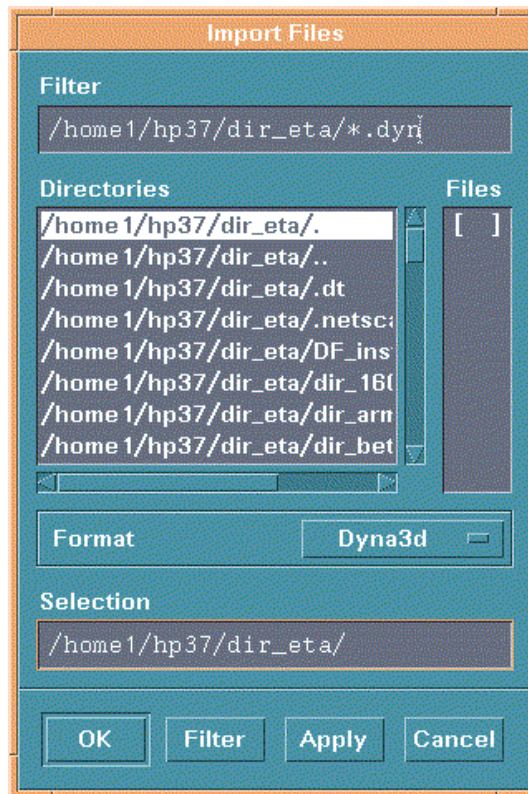 Import Files
Filter
/home1/hp37/dir_eta/*.dyn
Directories Files
/home1/hp37/dir_eta/. [ ]
/home1/hp37/dir_eta/..
/home1/hp37/dir_eta/.dt
/home1/hp37/dir_eta/.netsca
/home1/hp37/dir_eta/DF_ins
/home1/hp37/dir_eta/dir_160
/home1/hp37/dir_eta/dir_arm
/home1/hp37/dir_eta/dir_bet
Format Dyna3d
Selection
/home1/hp37/dir_eta/
OK Filter Apply Cancel